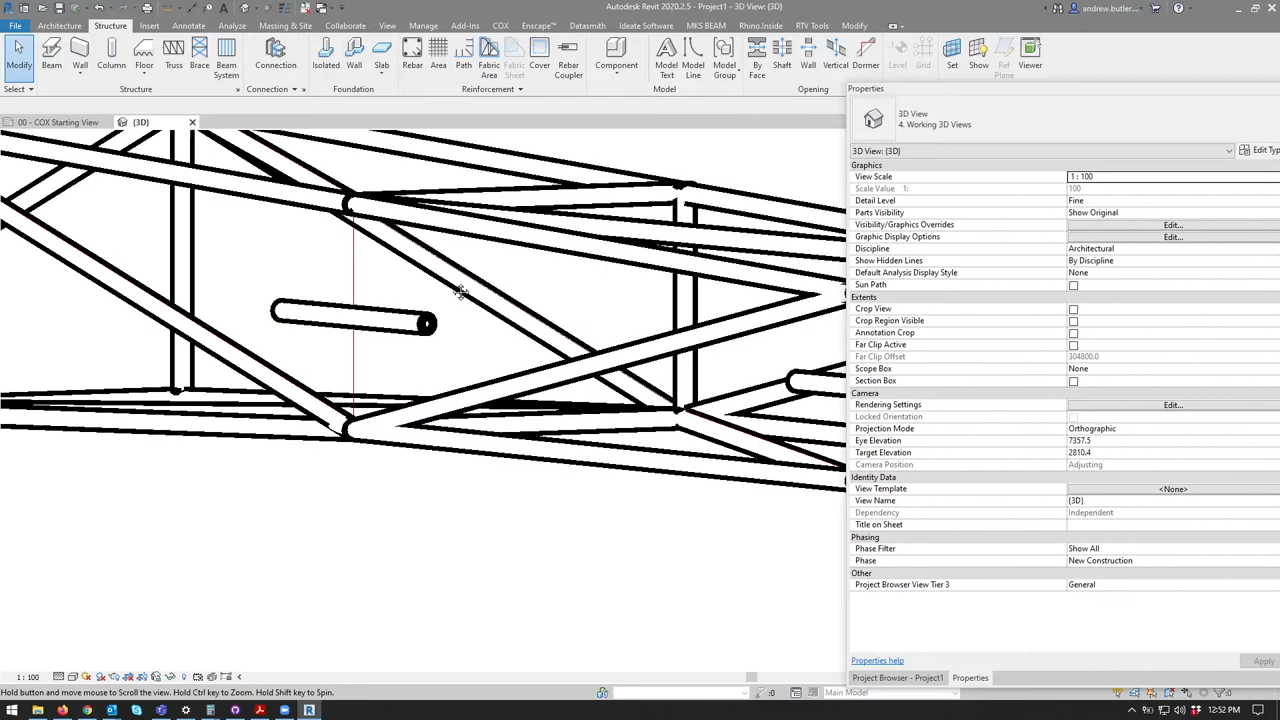 Autodesk Revit 2020.2.5 - Project1 - 3D View: {3D}
andrew.butler....
File Architecture Structure Insert Annotate Analyze Massing & Site Collaborate View Manage Add-Ins COX Enscape™ Datasmith Ideate Software MKS BEAM Rhino.Inside RTV Tools Modify
Modify Beam Wall Column Floor Truss Brace Beam System Connection Isolated Wall Slab Rebar Area Path Fabric Area Fabric Sheet Cover Rebar Coupler Component Model Text Model Line Model Group By Face Shaft Wall Vertical Dormer Level Grid Set Show Ref Plane Viewer
Select Structure Connection Foundation Reinforcement Model Opening
Properties
00 - COX Starting View {3D}
3D View
4. Working 3D Views
3D View: {3D} Edit Typ
Graphics
View Scale 1 : 100
Scale Value 1: 100
Detail Level Fine
Parts Visibility Show Original
Visibility/Graphics Overrides Edit...
Graphic Display Options Edit...
Discipline Architectural
Show Hidden Lines By Discipline
Default Analysis Display Style None
Sun Path
Extents
Crop View
Crop Region Visible
Annotation Crop
Far Clip Active
Far Clip Offset 304800.0
Scope Box None
Section Box
Camera
Rendering Settings Edit...
Locked Orientation
Projection Mode Orthographic
Eye Elevation 7357.5
Target Elevation 2810.4
Camera Position Adjusting
Identity Data
View Template <None>
View Name {3D}
Dependency Independent
Title on Sheet
Phasing
Phase Filter Show All
Phase New Construction
Other
Project Browser View Tier 3 General
Properties help Apply
1 : 100 Project Browser - Project1 Properties
Hold button and move mouse to Scroll the view. Hold Ctrl key to Zoom. Hold Shift key to Spin. :0 Main Model :0
12:52 PM